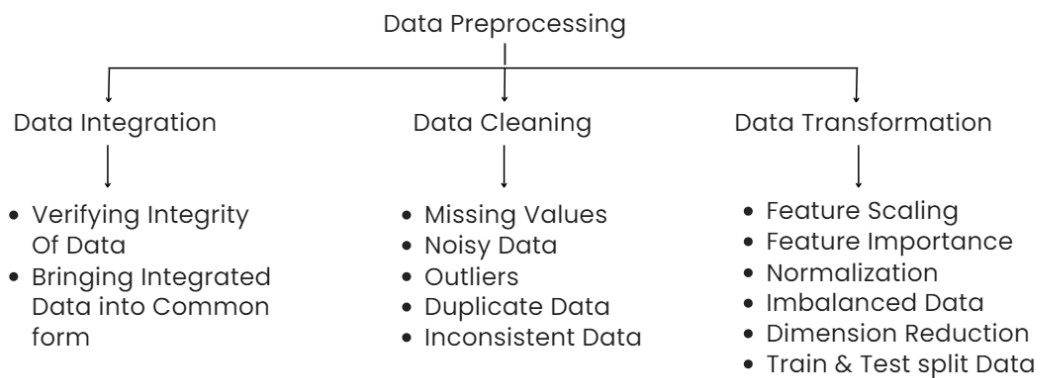 Data Preprocessing
Data Integration
Data Cleaning
Data Transformation
• Verifying Integrity
Of Data
• Bringing Integrated
Data into Common
form
• Missing Values
• Noisy Data
• Outliers
• Duplicate Data
• Inconsistent Data
• Feature Scaling
• Feature Importance
• Normalization
• Imbalanced Data
• Dimension Reduction
• Train & Test split Data